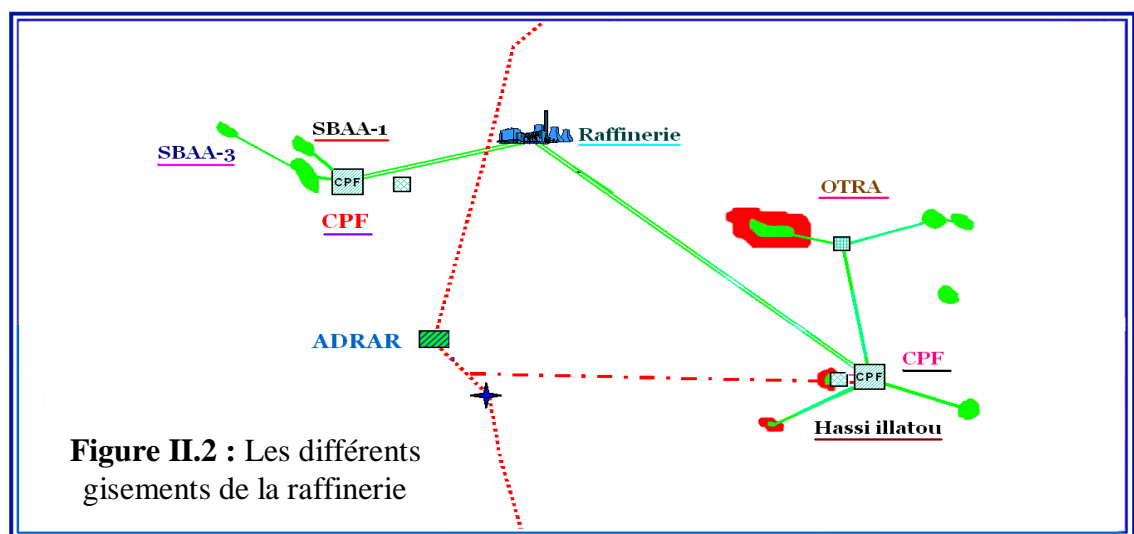 SBAA-1
SBAA-3
Raffinerie
CPF
CPF
OTRA
ADRAR
CPF
CPF
Hassi illatou
Figure II.2 : Les différents
gisements de la raffinerie